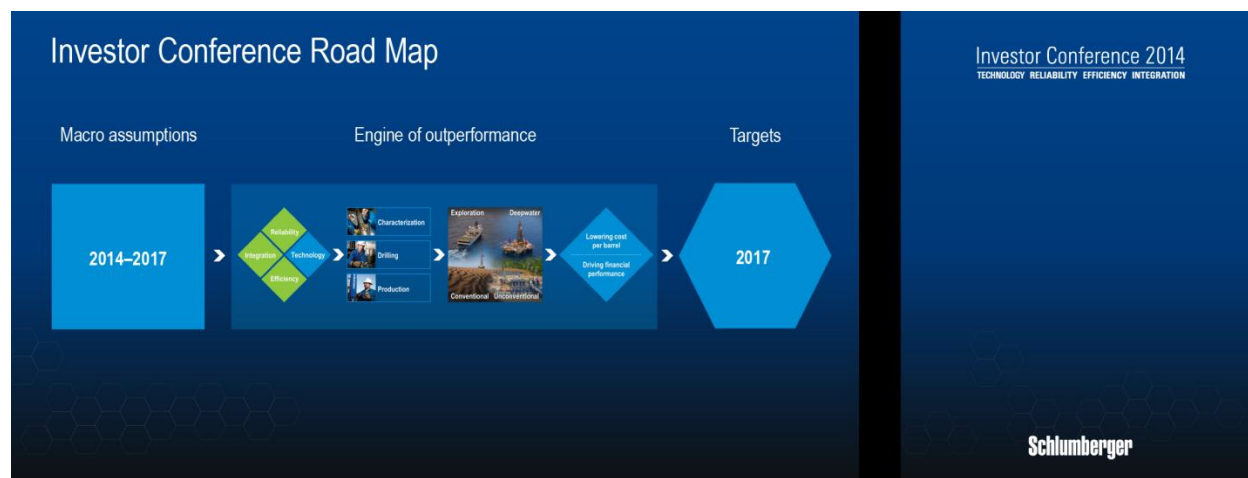 Investor Conference Road Map
Macro assumptions
Engine of outperformance
Targets
2014–2017
Reliability
Integration
Technology
Efficiency
Characterization
Drilling
Production
Exploration
Deepwater
Conventional
Unconventional
Lowering cost
per barrel
Driving financial
performance
2017
Investor Conference 2014
TECHNOLOGY RELIABILITY EFFICIENCY INTEGRATION
Schlumberger